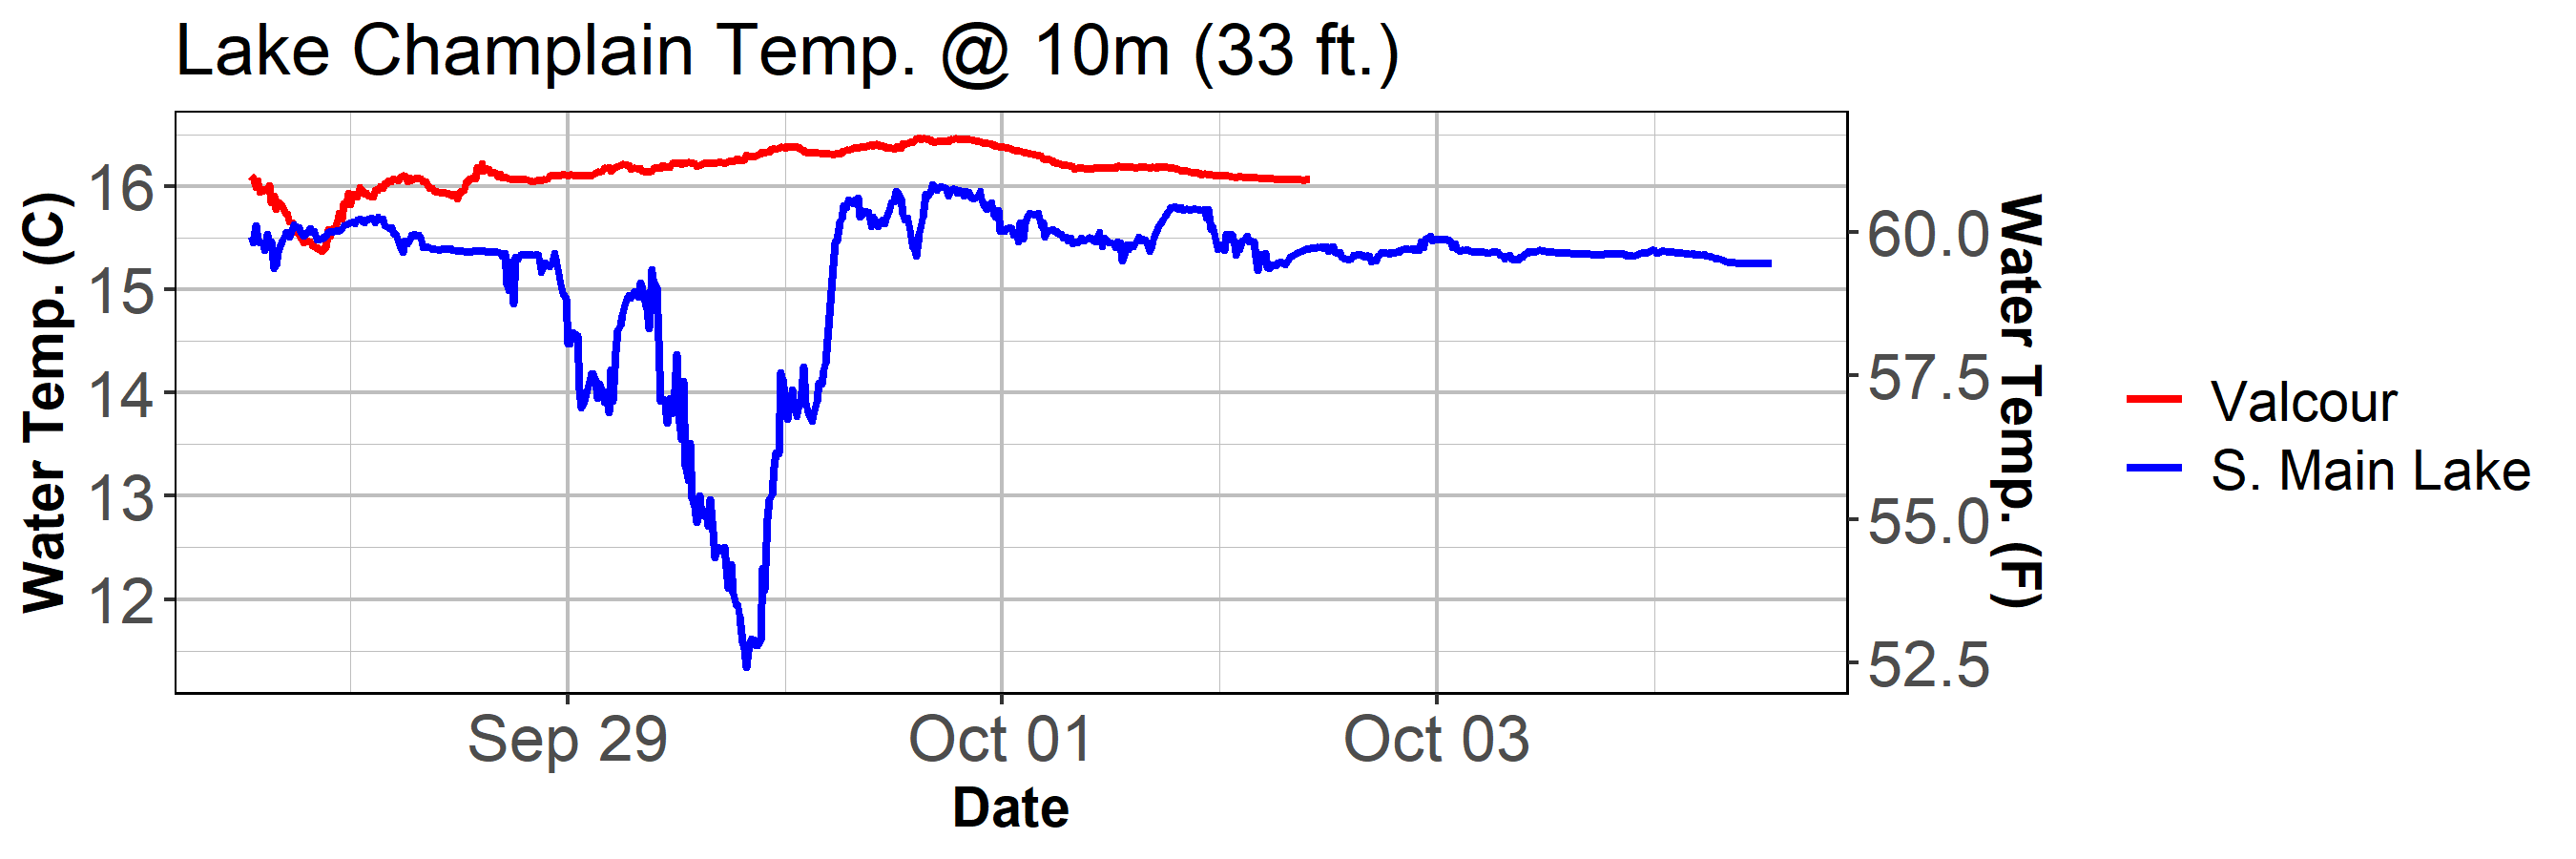 Lake Champlain Temp. @ 10m (33 ft.)
Water Temp. (C)
16
15
14
13
12
60.0
57.5
55.0
52.5
Water Temp. (F)
Sep 29
Oct 01
Oct 03
Date
Valcour
S. Main Lake